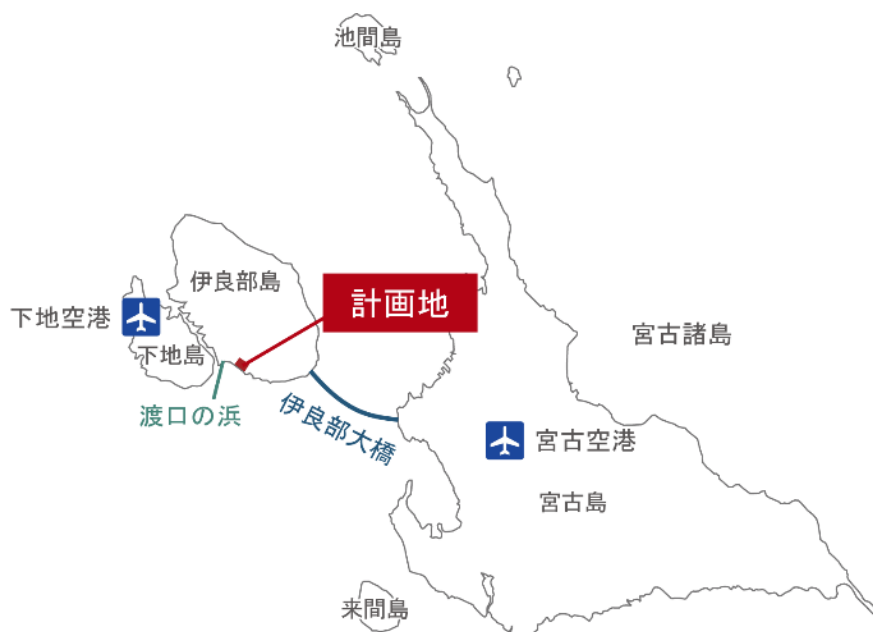 池間島
伊良部島
計画地
下地空港
宮古諸島
下地島
渡口の浜
伊良部大橋
宮古空港
宮古島
来間島